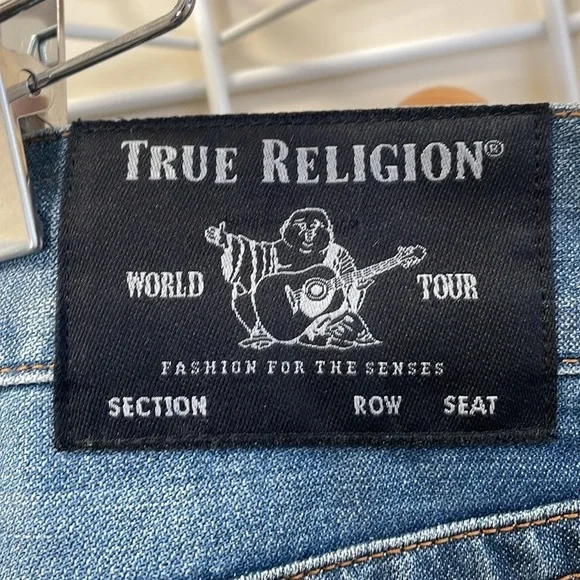 TRUE RELIGION®
WORLD TOUR
FASHION FOR THE SENSES
SECTION ROW SEAT